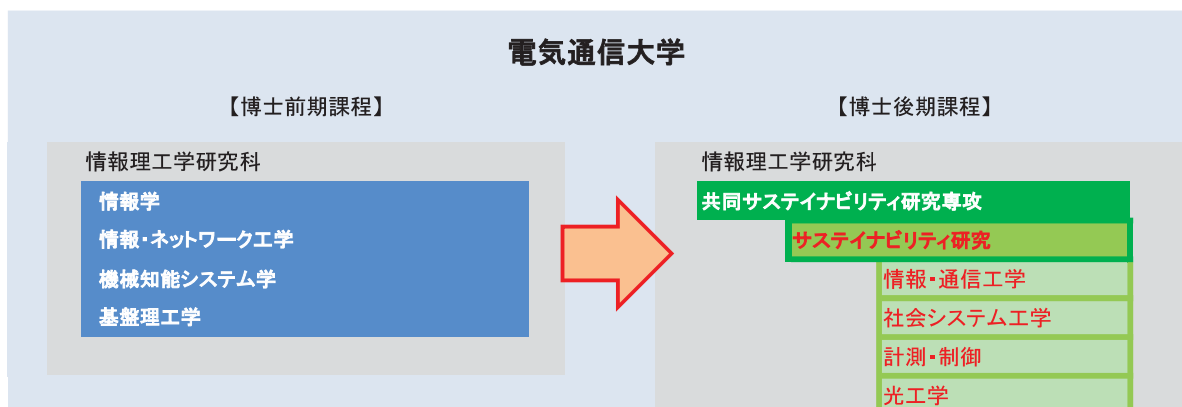 電気通信大学
【博士前期課程】
情報理工学研究科
情報学
情報・ネットワーク工学
機械知能システム学
基盤理工学
【博士後期課程】
情報理工学研究科
共同サステイナビリティ研究専攻
サステイナビリティ研究
情報・通信工学
社会システム工学
計測・制御
光工学